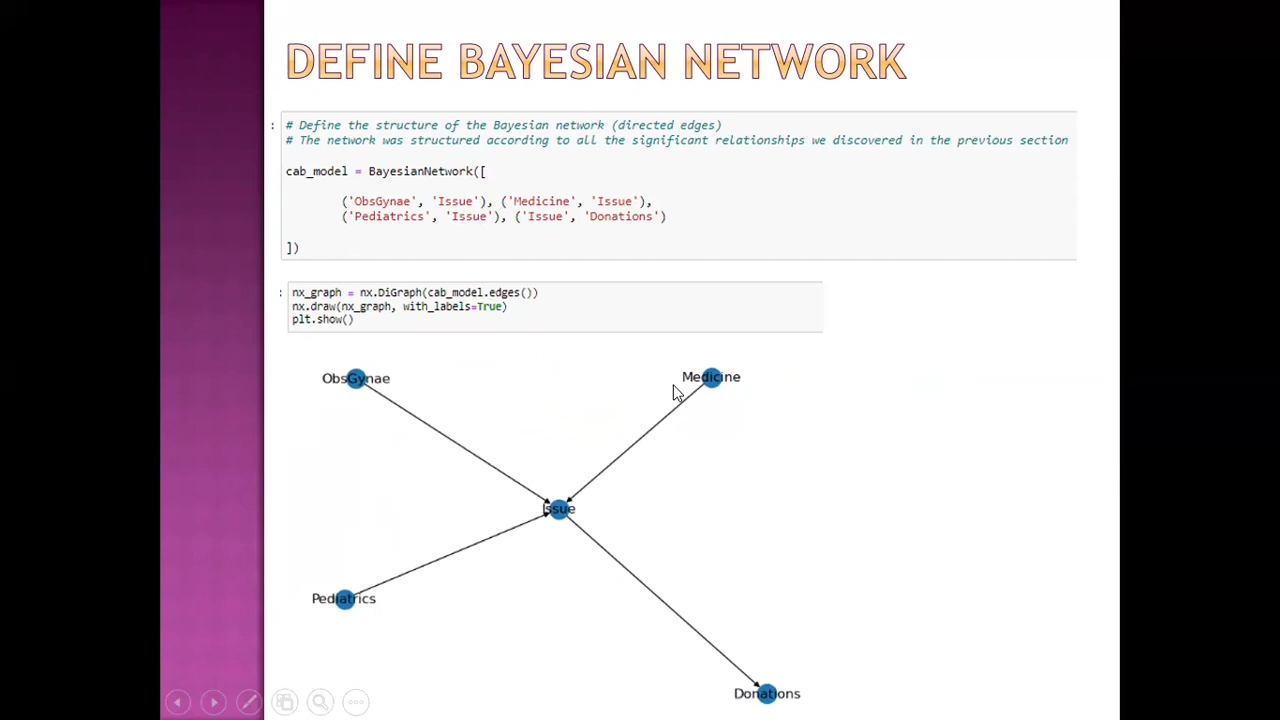 DEFINE BAYESIAN NETWORK
: # Define the structure of the Bayesian network (directed edges)
# The network was structured according to all the significant relationships we discovered in the previous section
cab_model = BayesianNetwork([
('ObsGynae', 'Issue'), ('Medicine', 'Issue'),
('Pediatrics', 'Issue'), ('Issue', 'Donations')
])
: nx_graph = nx.DiGraph(cab_model.edges())
nx.draw(nx_graph, with_labels=True)
plt.show()
ObsGynae
Medicine
Issue
Pediatrics
Donations